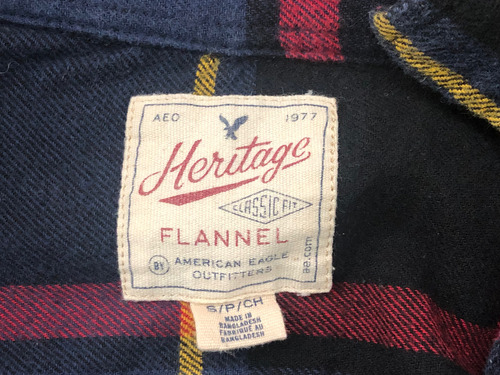 AEO 1977
Heritage
CLASSIC FIT
FLANNEL
BY AMERICAN EAGLE
OUTFITTERS
ae.com
S/P/CH
MADE IN
BANGLADESH
FABRIQUE AU
BANGLADESH